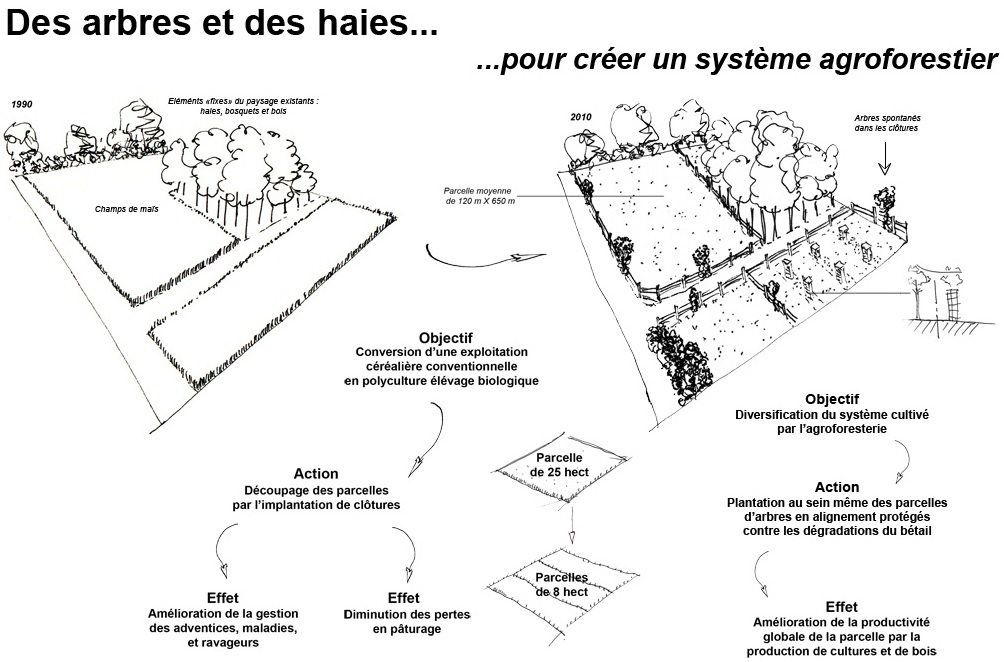 Des arbres et des haies...
...pour créer un système agroforestier
1990
Eléments «fixes» du paysage existants :
haies, bosquets et bois
Champs de maïs
2010
Arbres spontanés
dans les clôtures
Parcelle moyenne
de 120 m X 650 m
Objectif
Conversion d'une exploitation
céréalière conventionnelle
en polyculture élévage biologique
Action
Découpage des parcelles
par l'implantation de clôtures
Effet
Amélioration de la gestion
des adventices, maladies,
et ravageurs
Effet
Diminution des pertes
en pâturage
Parcelle
de 25 hect
Parcelles
de 8 hect
Objectif
Diversification du système cultivé
par l'agroforesterie
Action
Plantation au sein même des parcelles
d'arbres en alignement protégés
contre les dégradations du bétail
Effet
Amélioration de la productivité
globale de la parcelle par la
production de cultures et de bois